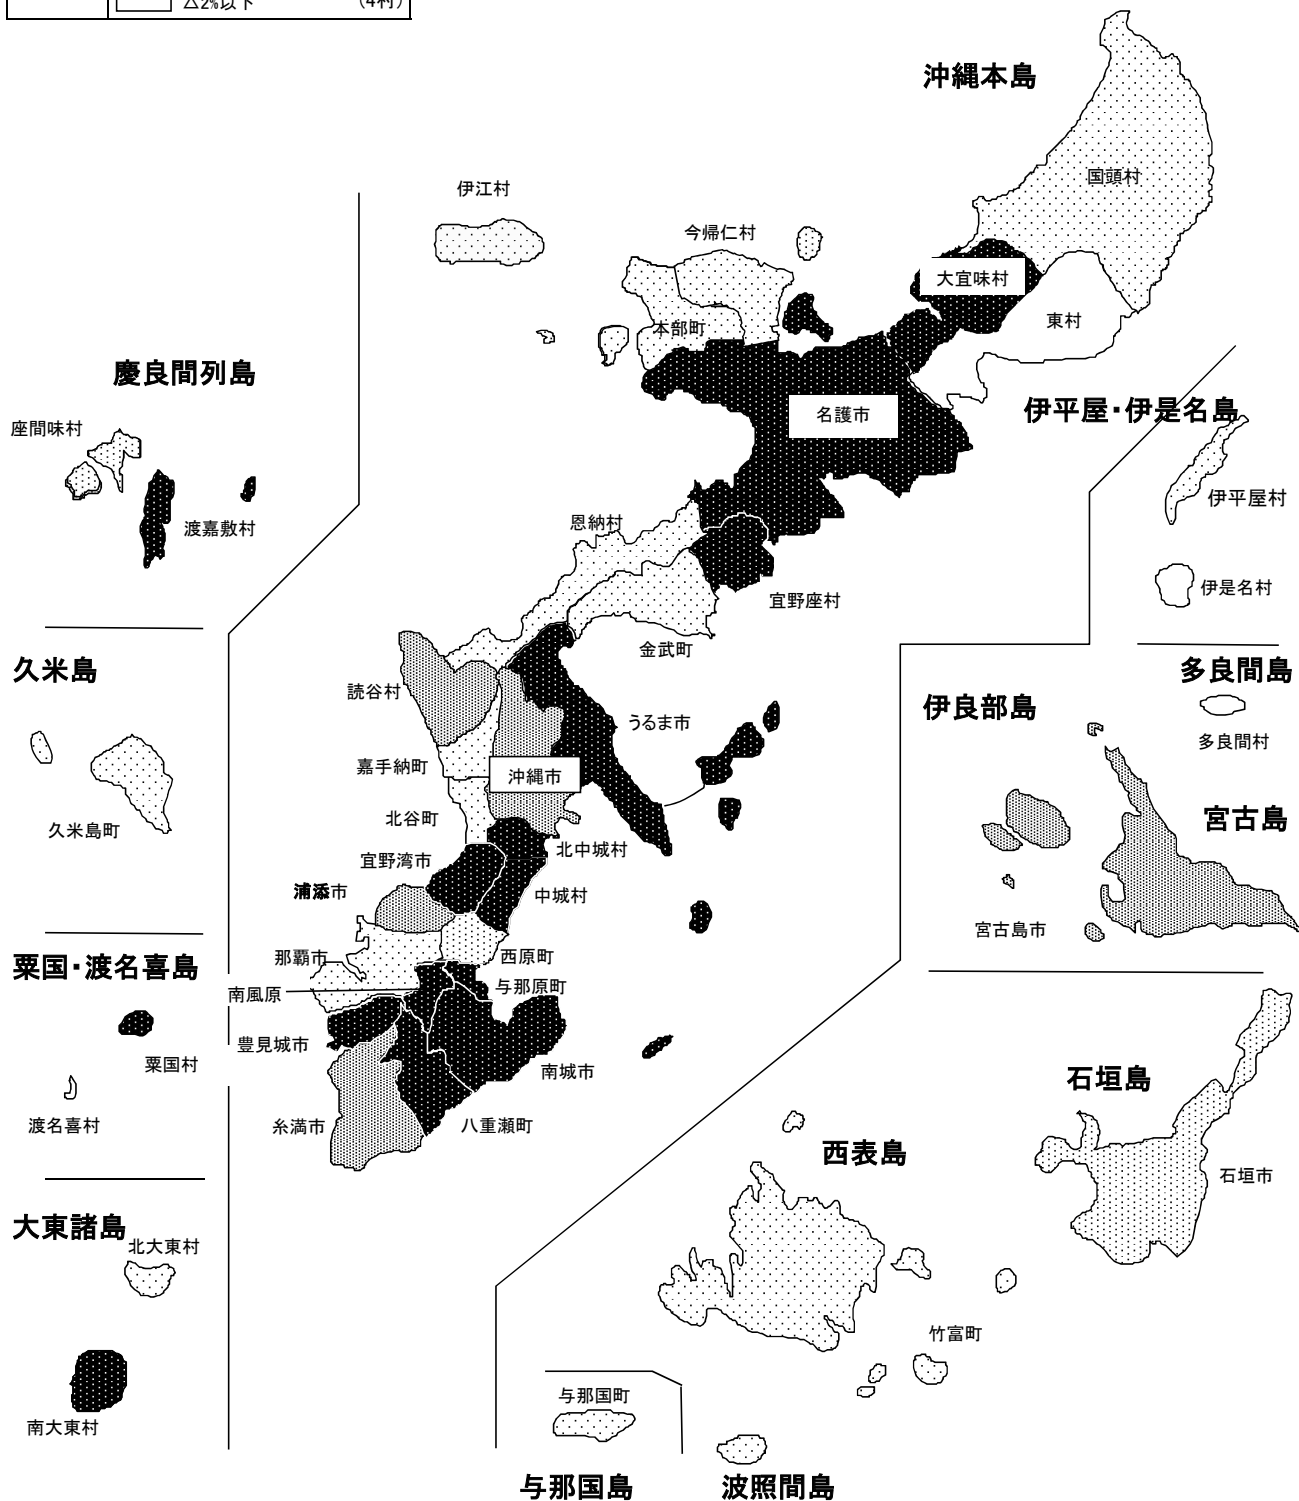 △2%以下 (4村)
沖縄本島
国頭村
伊江村
今帰仁村
大宜味村
東村
本部町
慶良間列島
名護市
伊平屋・伊是名島
座間味村
伊平屋村
渡嘉敷村
恩納村
伊是名村
宜野座村
金武町
久米島
多良間島
読谷村
伊良部島
うるま市
多良間村
嘉手納町
沖縄市
北谷町
宮古島
久米島町
北中城村
宜野湾市
浦添市
中城村
宮古島市
那覇市
西原町
粟国・渡名喜島
南風原
与那原町
豊見城市
粟国村
南城市
石垣島
渡名喜村
糸満市
八重瀬町
西表島
石垣市
大東諸島
北大東村
竹富町
与那国町
南大東村
与那国島
波照間島